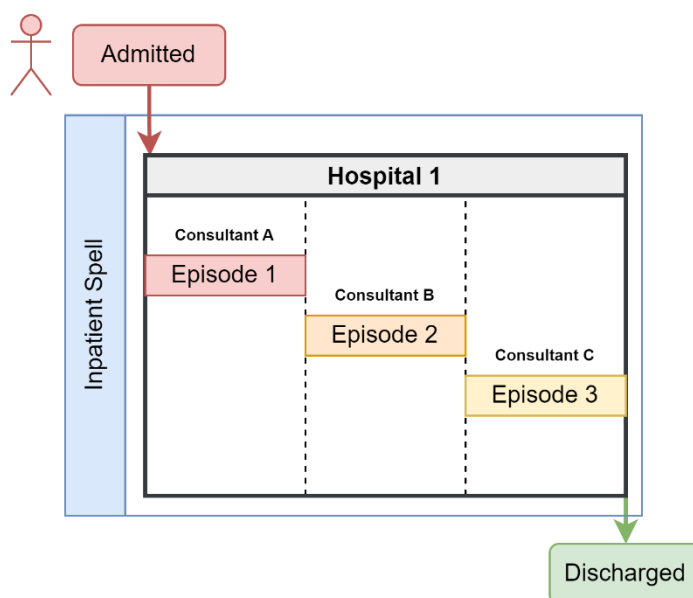 Admitted
Inpatient Spell
Hospital 1
Consultant A
Episode 1
Consultant B
Episode 2
Consultant C
Episode 3
Discharged